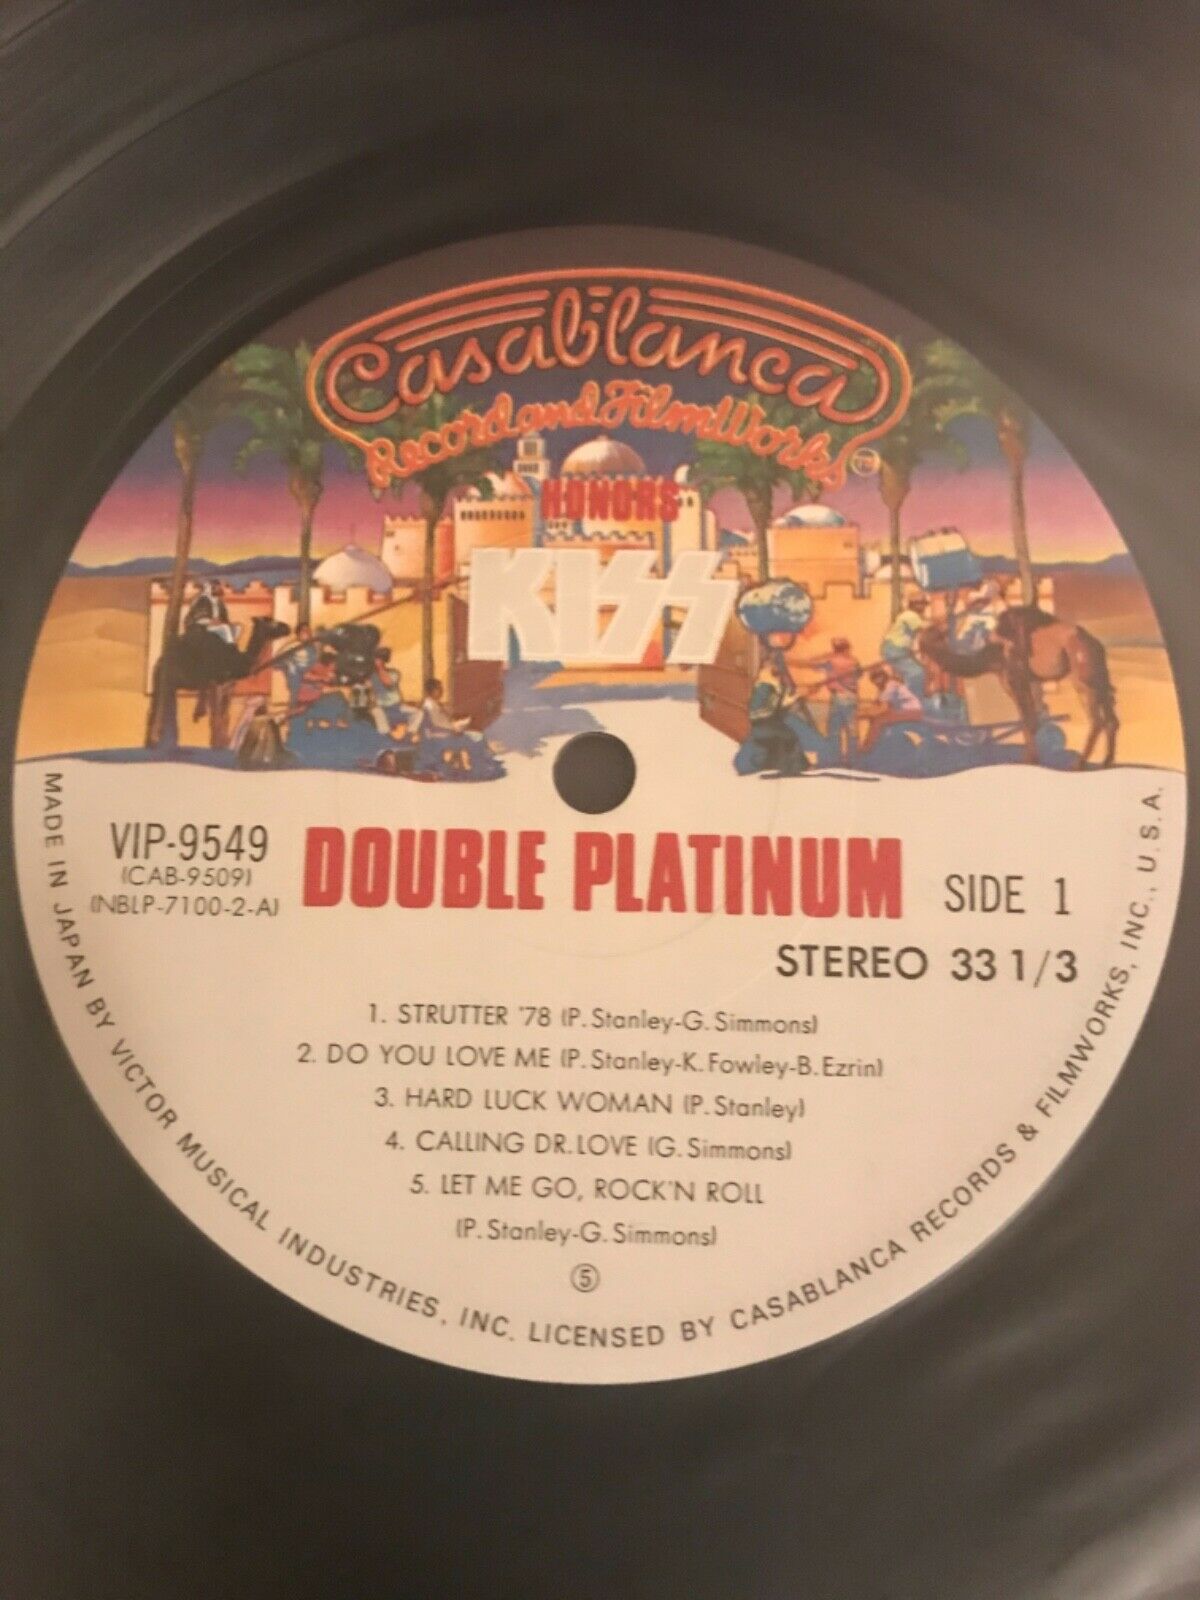 Casablanca
Record and FilmWorks
HONORS
KISS
VIP-9549
(CAB-9509)
(NBLP-7100-2-A)
DOUBLE PLATINUM
SIDE 1
STEREO 33 1/3
1. STRUTTER '78 (P. Stanley-G. Simmons)
2. DO YOU LOVE ME (P. Stanley-K. Fowley-B. Ezrin)
3. HARD LUCK WOMAN (P. Stanley)
4. CALLING DR. LOVE (G. Simmons)
5. LET ME GO, ROCK'N ROLL
(P. Stanley-G. Simmons)
⑤
MADE IN JAPAN BY VICTOR MUSICAL INDUSTRIES, INC. LICENSED BY CASABLANCA RECORDS & FILMWORKS, INC., U.S.A.